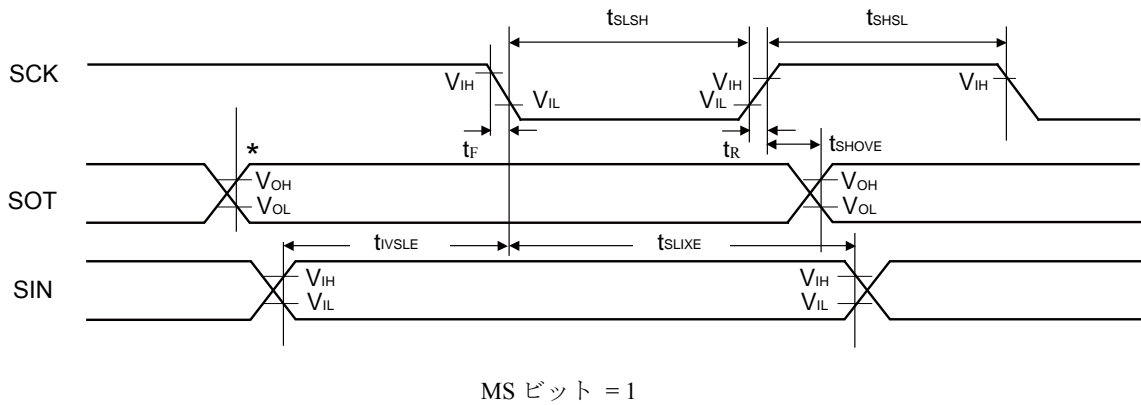 tSLSH
tSHSL
SCK
VIH
VIL
VIH
VIL
VIH
tF
tR
tSHOVE
*
SOT
VOH
VOL
VOH
VOL
tIVSLE
tSLIXE
SIN
VIH
VIL
VIH
VIL
MS ビット = 1